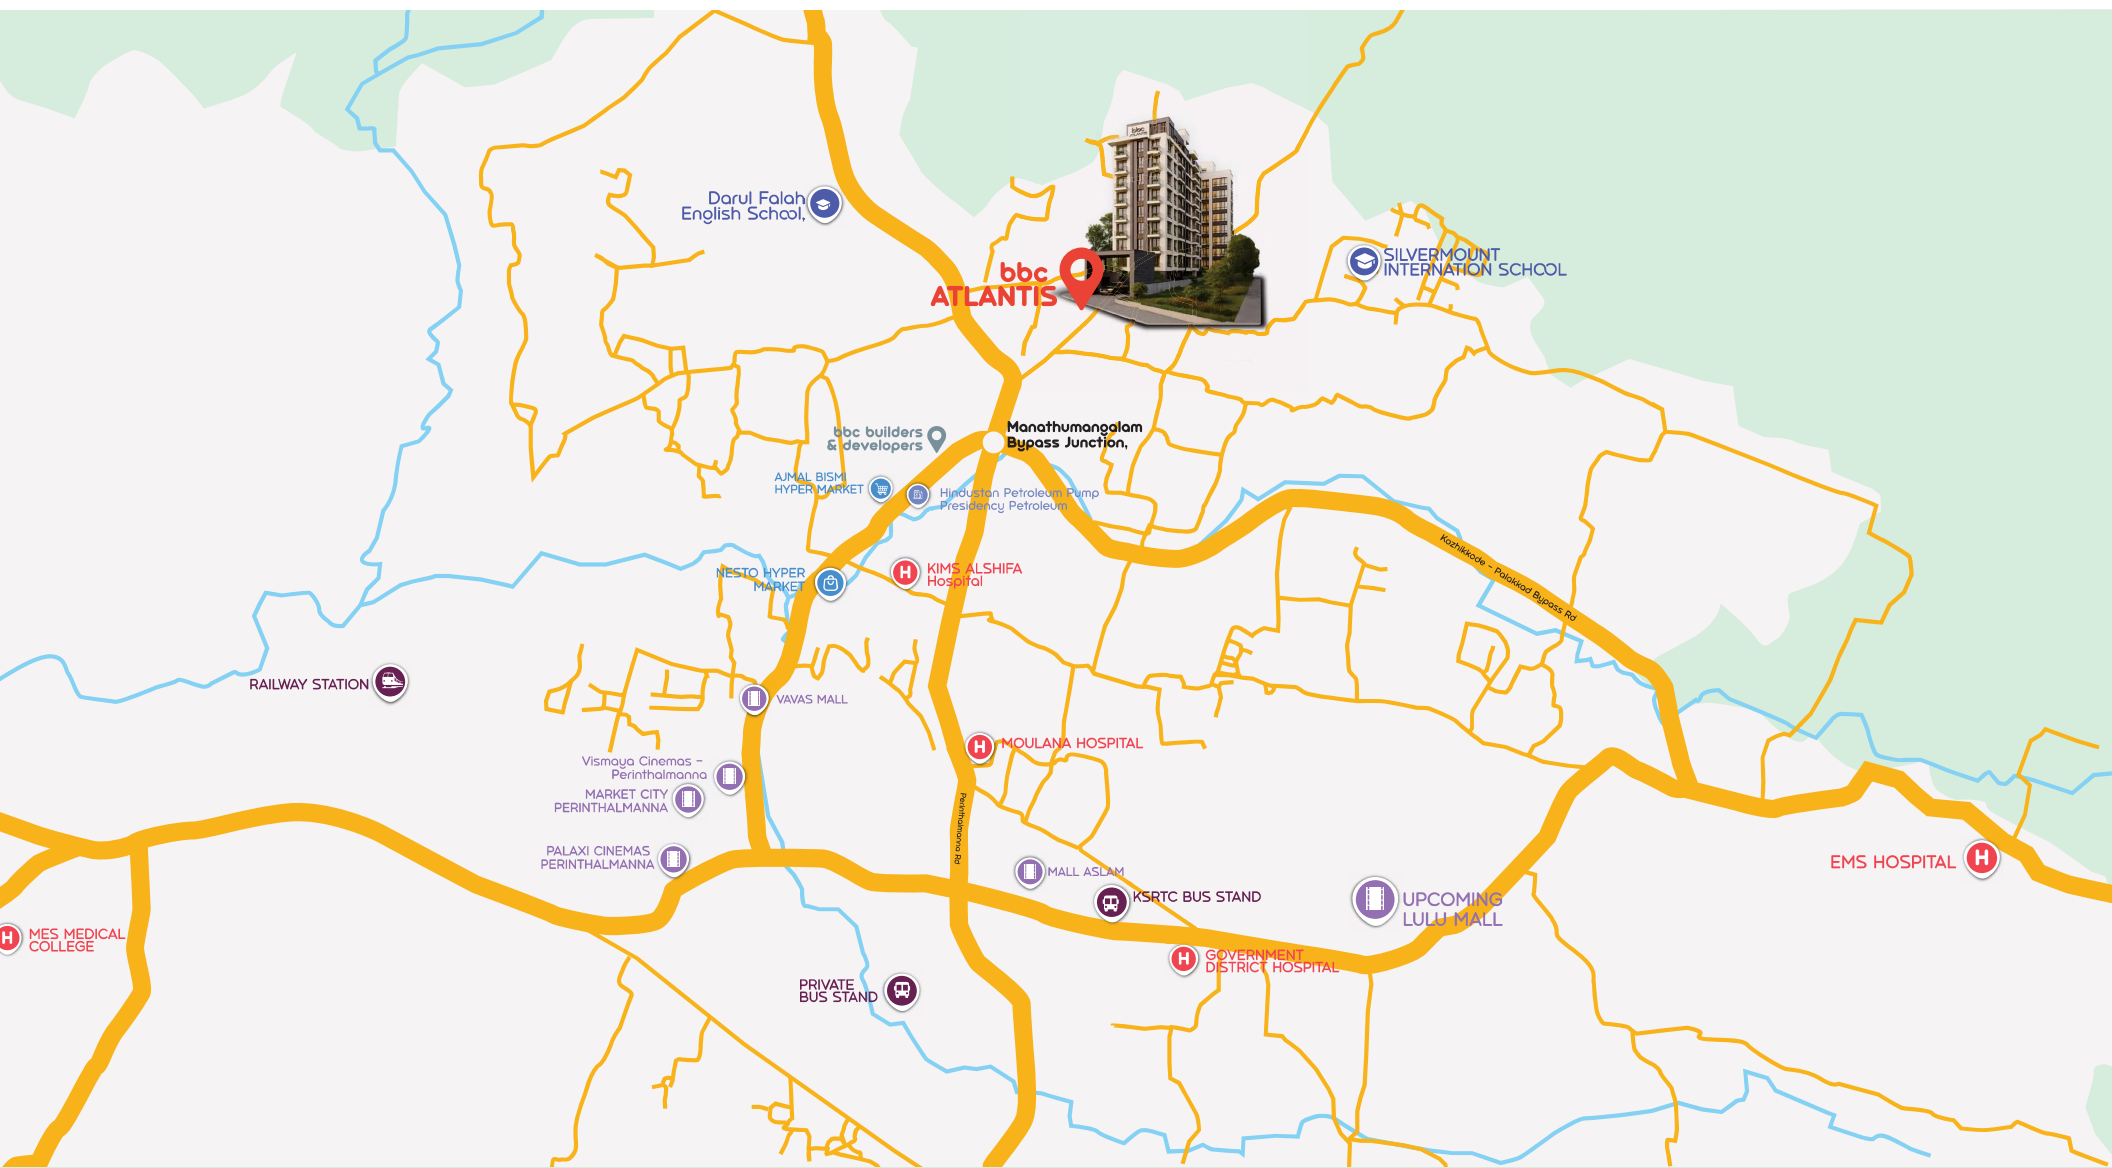 bbc
ATLANTIS
Darul Falah
English School,
bbc
ATLANTIS
SILVERMOUNT
INTERNATION SCHOOL
Manathumangalam
Bypass Junction,
bbc builders
& developers
AJMAL BISMI
HYPER MARKET
Hindustan Petroleum Pump
Presidency Petroleum
Kozhikkode - Palakkad Bypass Rd
NESTO HYPER
MARKET
H
KIMS ALSHIFA
Hospital
RAILWAY STATION
VAVAS MALL
H
MOULANA HOSPITAL
Vismaya Cinemas -
Perinthalmanna
MARKET CITY
PERINTHALMANNA
Perinthalmanna Rd
PALAXI CINEMAS
PERINTHALMANNA
MALL ASLAM
KSRTC BUS STAND
UPCOMING
LULU MALL
EMS HOSPITAL
H
H
MES MEDICAL
COLLEGE
H
GOVERNMENT
DISTRICT HOSPITAL
PRIVATE
BUS STAND